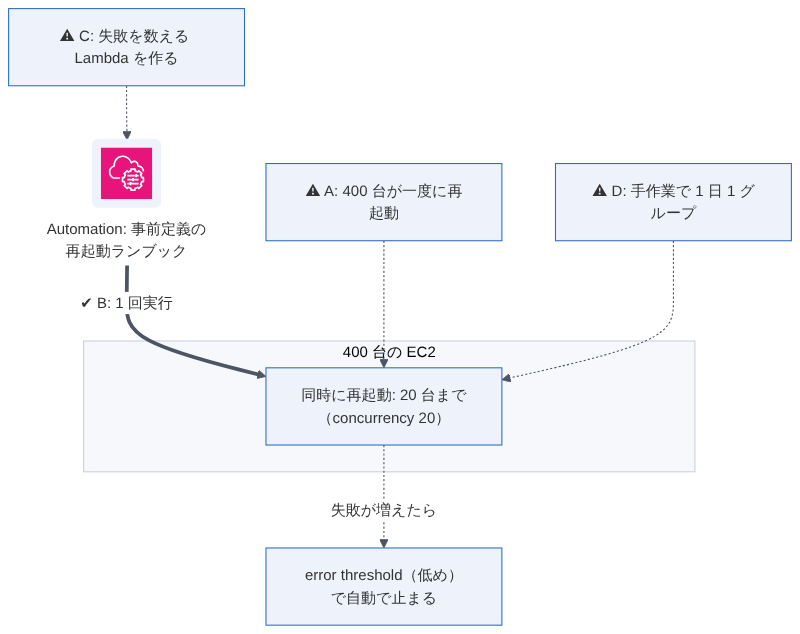 ⚠ C: 失敗を数える
Lambda を作る
Automation: 事前定義の
再起動ランブック
⚠ A: 400 台が一度に再
起動
⚠ D: 手作業で 1 日 1 グ
ループ
✔ B: 1 回実行
400 台の EC2
同時に再起動: 20 台まで
（concurrency 20）
失敗が増えたら
error threshold（低め）
で自動で止まる